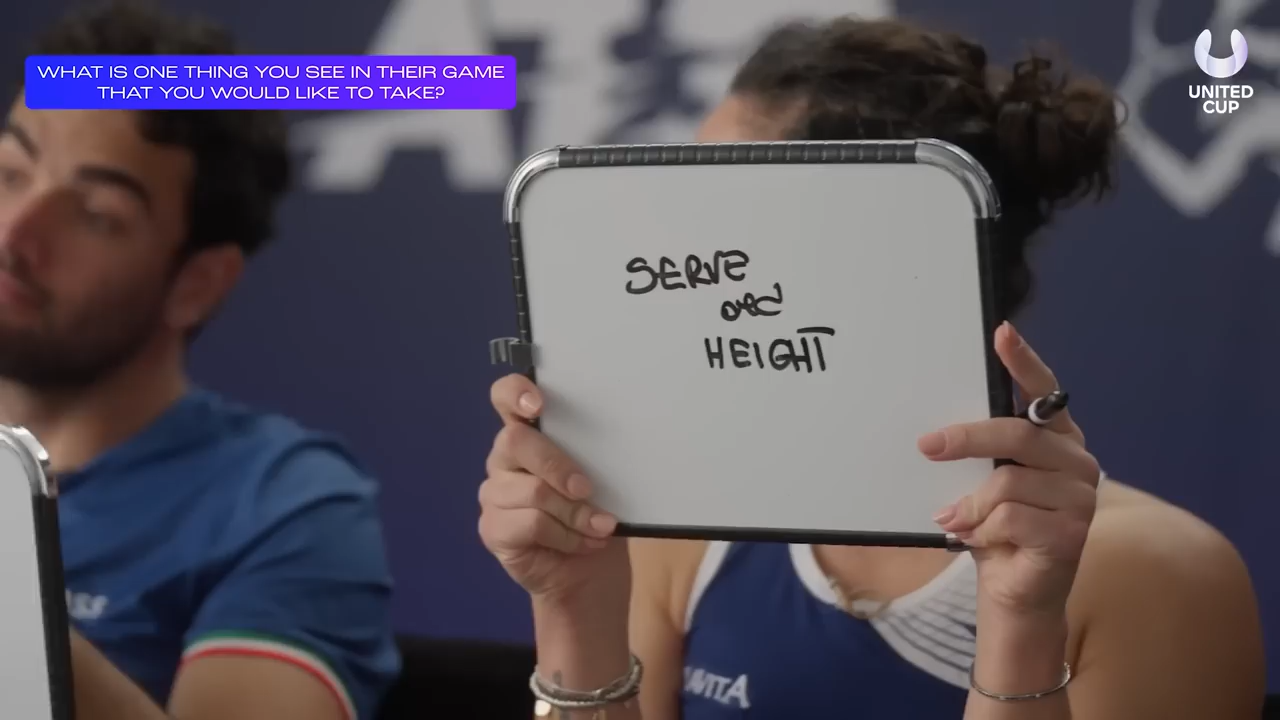 WHAT IS ONE THING YOU SEE IN THEIR GAME
THAT YOU WOULD LIKE TO TAKE?
UNITED
CUP
SERVE
and
HEIGHT